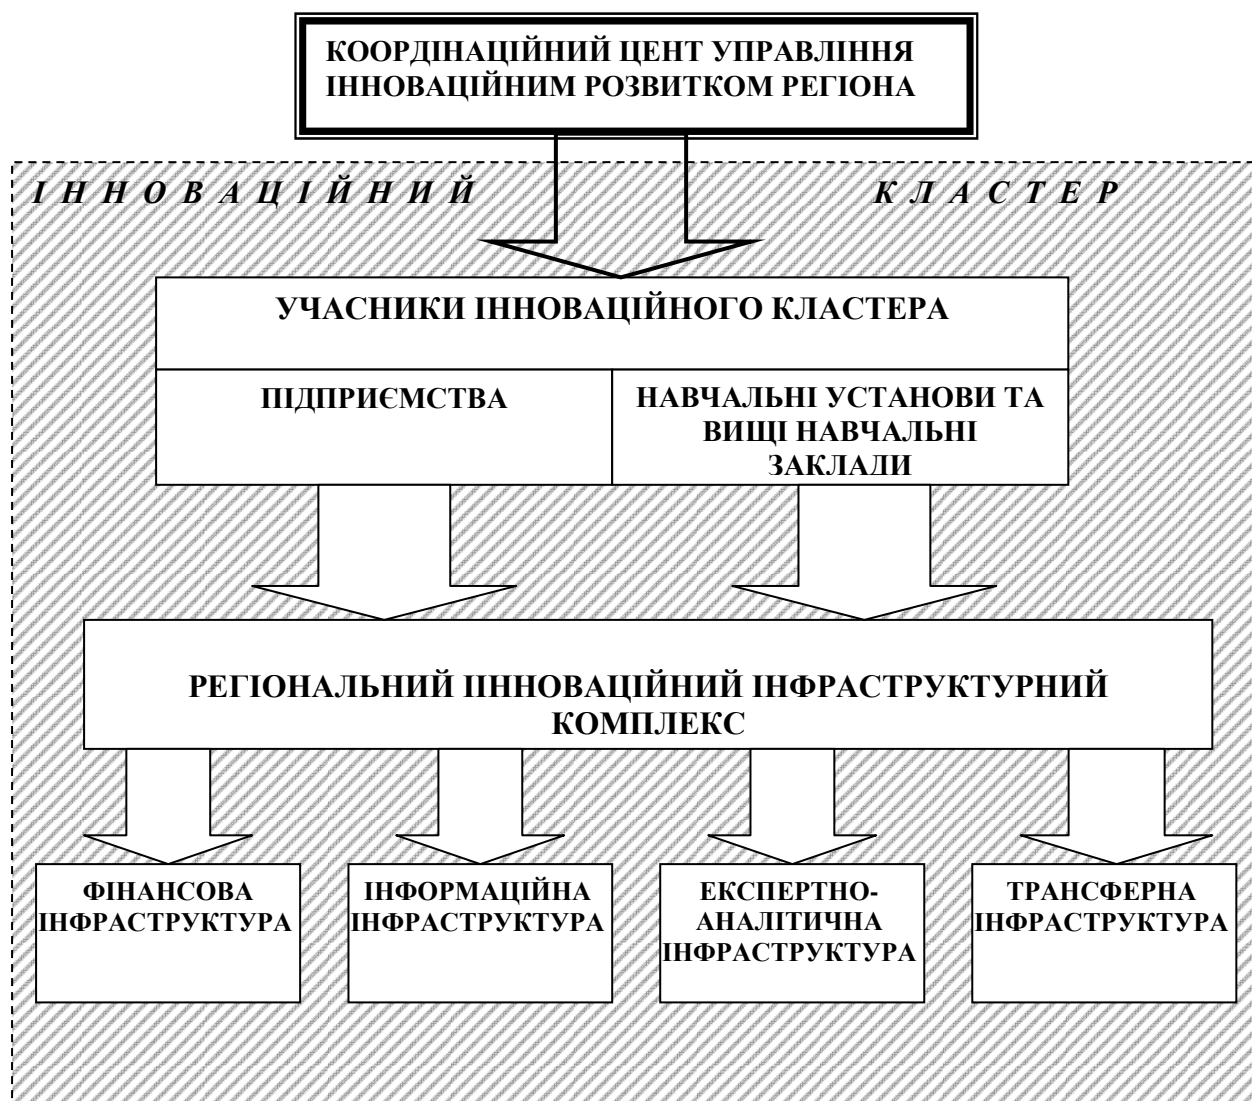 КООРДІНАЦІЙНИЙ ЦЕНТ УПРАВЛІННЯ
ІННОВАЦІЙНИМ РОЗВИТКОМ РЕГІОНА
І Н Н О В А Ц І Й Н И Й К Л А С Т Е Р
УЧАСНИКИ ІННОВАЦІЙНОГО КЛАСТЕРА
ПІДПРИЄМСТВА
НАВЧАЛЬНІ УСТАНОВИ ТА
ВИЩІ НАВЧАЛЬНІ
ЗАКЛАДИ
РЕГІОНАЛЬНИЙ ІІННОВАЦІЙНИЙ ІНФРАСТРУКТУРНИЙ
КОМПЛЕКС
ФІНАНСОВА
ІНФРАСТРУКТУРА
ІНФОРМАЦІЙНА
ІНФРАСТРУКТУРА
ЕКСПЕРТНО-
АНАЛІТИЧНА
ІНФРАСТРУКТУРА
ТРАНСФЕРНА
ІНФРАСТРУКТУРА